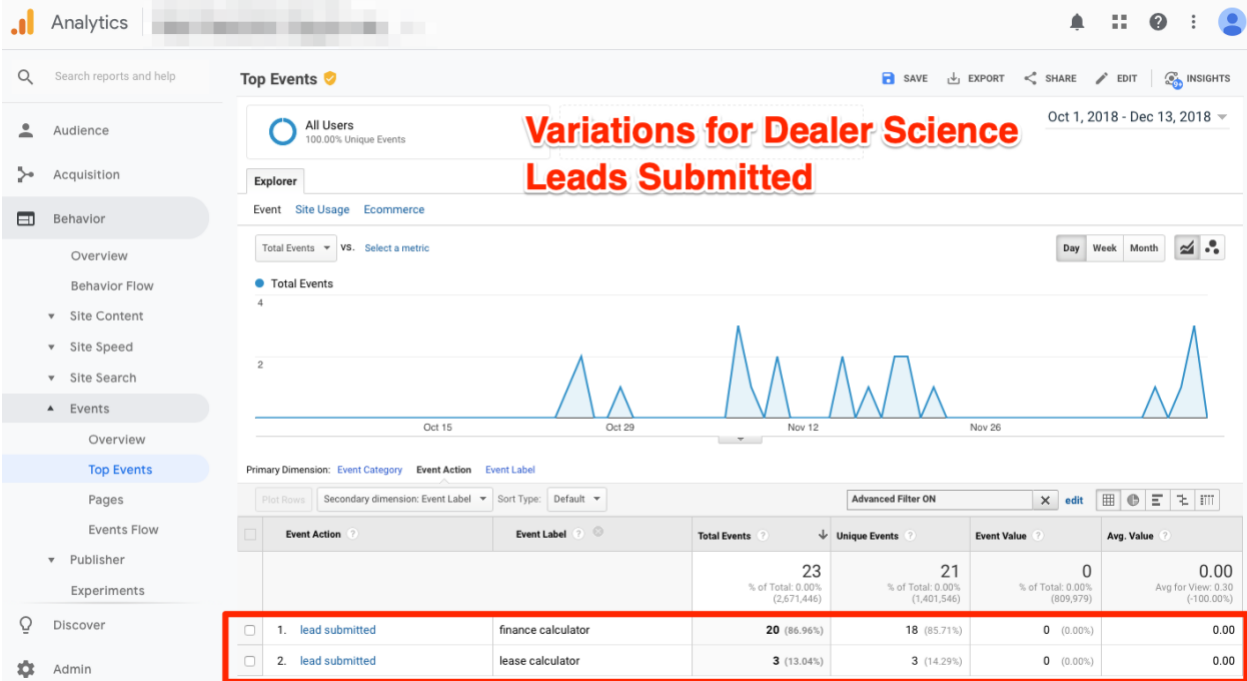 Analytics
Search reports and help
Audience
Acquisition
Behavior
Overview
Behavior Flow
Site Content
Site Speed
Site Search
Events
Overview
Top Events
Pages
Events Flow
Publisher
Experiments
Discover
Admin
Top Events
SAVE EXPORT SHARE EDIT INSIGHTS
All Users
100.00% Unique Events
Variations for Dealer Science
Leads Submitted
Oct 1, 2018 - Dec 13, 2018
Explorer
Event Site Usage Ecommerce
Total Events VS. Select a metric
Day Week Month
Total Events
4
2
Oct 15 Oct 29 Nov 12 Nov 26
Primary Dimension: Event Category Event Action Event Label
Plot Rows Secondary dimension: Event Label Sort Type: Default Advanced Filter ON edit
Event Action ? Event Label ? Total Events ? Unique Events ? Event Value ? Avg. Value ?
23 21 0 0.00
% of Total: 0.00% % of Total: 0.00% % of Total: 0.00% Avg for View: 0.30
(2,671,446) (1,401,546) (809,979) (-100.00%)
1. lead submitted finance calculator 20 (86.96%) 18 (85.71%) 0 (0.00%) 0.00
2. lead submitted lease calculator 3 (13.04%) 3 (14.29%) 0 (0.00%) 0.00